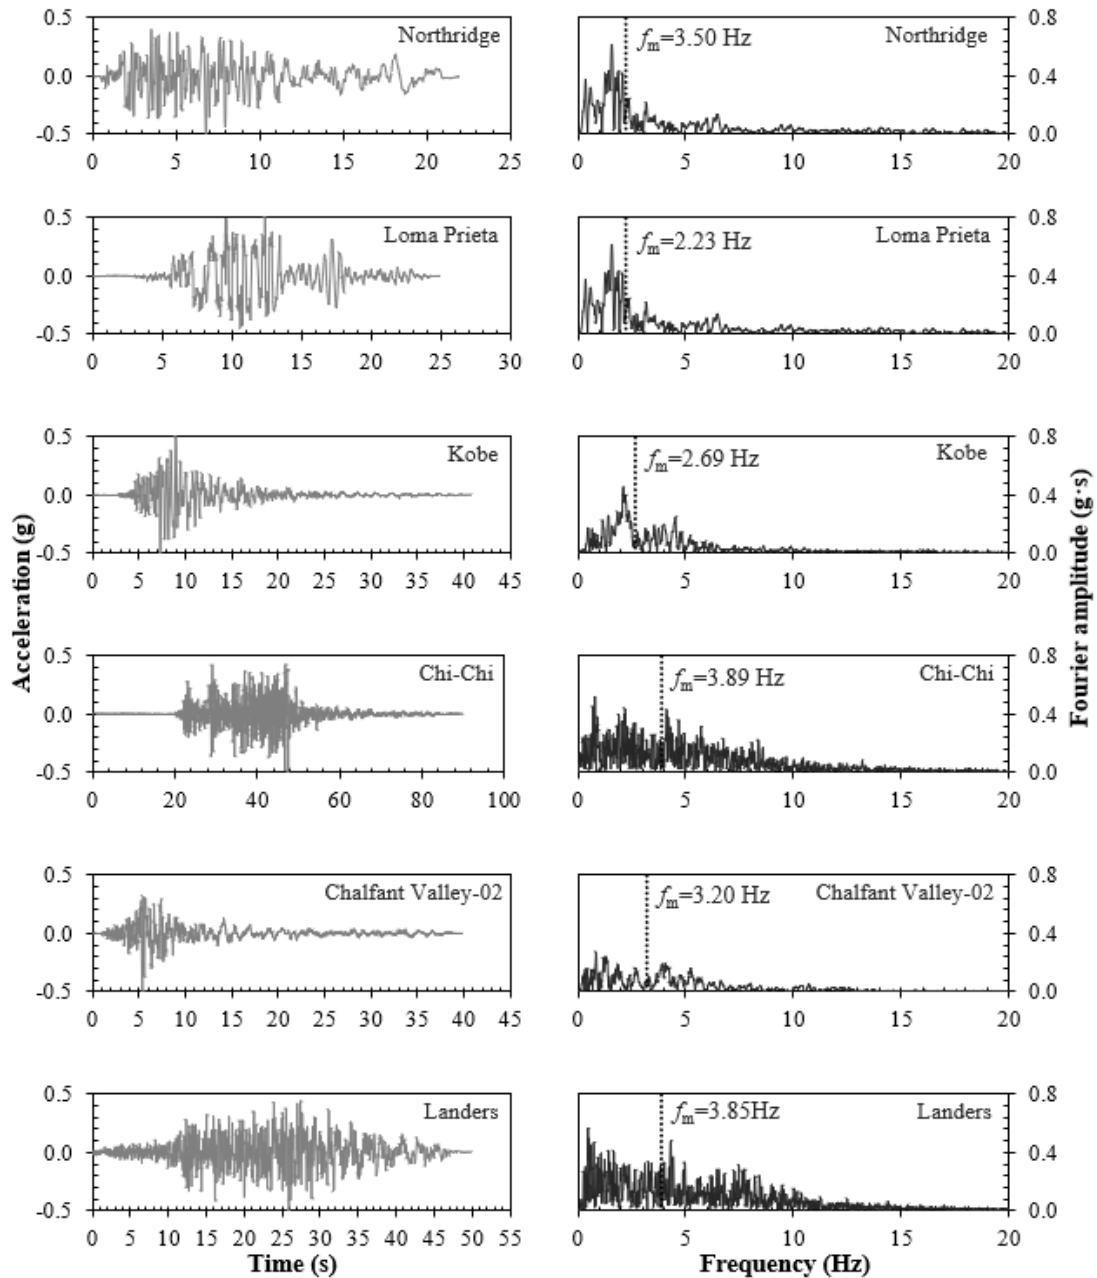 0.5 Northridge fm=3.50 Hz Northridge 0.8
0.0 0.4
-0.5 0.0
0 5 10 15 20 25 0 5 10 15 20
0.5 Loma Prieta fm=2.23 Hz Loma Prieta 0.8
0.0 0.4
-0.5 0.0
0 5 10 15 20 25 30 0 5 10 15 20
0.5 Kobe fm=2.69 Hz Kobe 0.8
0.0 0.4
-0.5 0.0
0 5 10 15 20 25 30 35 40 45 0 5 10 15 20
Acceleration (g)
Fourier amplitude (g·s)
0.5 Chi-Chi fm=3.89 Hz Chi-Chi 0.8
0.0 0.4
-0.5 0.0
0 20 40 60 80 100 0 5 10 15 20
0.5 Chalfant Valley-02 fm=3.20 Hz Chalfant Valley-02 0.8
0.0 0.4
-0.5 0.0
0 5 10 15 20 25 30 35 40 45 0 5 10 15 20
0.5 Landers fm=3.85Hz Landers 0.8
0.0 0.4
-0.5 0.0
0 5 10 15 20 25 30 35 40 45 50 55 0 5 10 15 20
Time (s) Frequency (Hz)